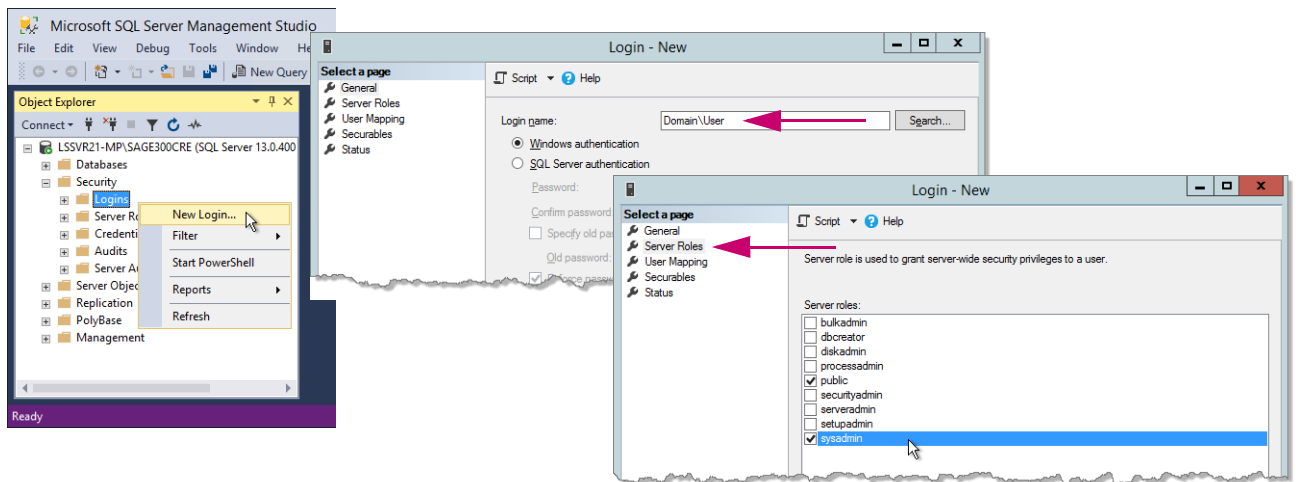 Microsoft SQL Server Management Studio
File Edit View Debug Tools Window He
New Query
Object Explorer
Connect
LSSVR21-MP\SAGE300CRE (SQL Server 13.0.400
Databases
Security
Logins
Server Ro
Credenti
Audits
Server Au
Server Objec
Replication
PolyBase
Management
New Login...
Filter
Start PowerShell
Reports
Refresh
Ready
Login - New
Select a page
General
Server Roles
User Mapping
Securables
Status
Script Help
Login name: Domain\User Search...
Windows authentication
SQL Server authentication
Password:
Confirm password:
Specify old pa
Old password:
Enforce passw
Login - New
Select a page
General
Server Roles
User Mapping
Securables
Status
Script Help
Server role is used to grant server-wide security privileges to a user.
Server roles:
bulkadmin
dbcreator
diskadmin
processadmin
public
securityadmin
serveradmin
setupadmin
sysadmin